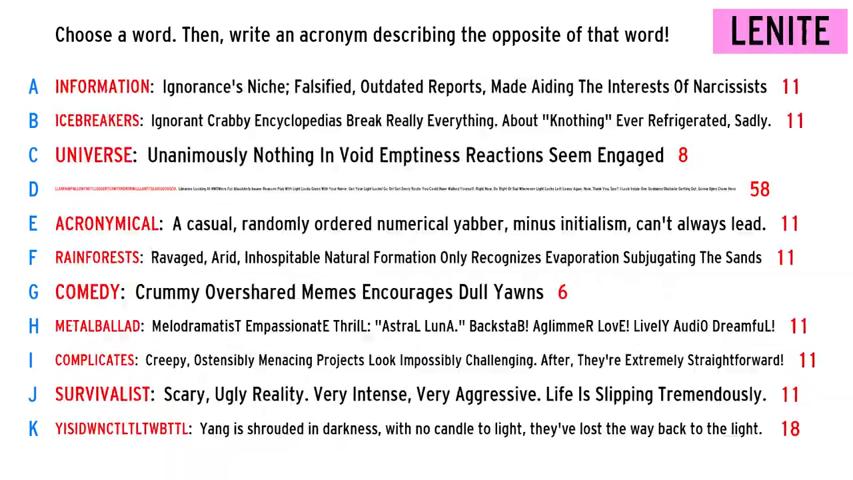 Choose a word. Then, write an acronym describing the opposite of that word!
LENITE
A INFORMATION: Ignorance's Niche; Falsified, Outdated Reports, Made Aiding The Interests Of Narcissists 11
B ICEBREAKERS: Ignorant Crabby Encyclopedias Break Really Everything. About "Knothing" Ever Refrigerated, Sadly. 11
C UNIVERSE: Unanimously Nothing In Void Emptiness Reactions Seem Engaged 8
D 58
E ACRONYMICAL: A casual, randomly ordered numerical yabber, minus initialism, can't always lead. 11
F RAINFORESTS: Ravaged, Arid, Inhospitable Natural Formation Only Recognizes Evaporation Subjugating The Sands 11
G COMEDY: Crummy Overshared Memes Encourages Dull Yawns 6
H METALBALLAD: MelodramatisT EmpassionatE ThrilL: "AstraL LunA." BackstaB! AglimmeR LovE! LivelY AudiO DreamfuL! 11
I COMPLICATES: Creepy, Ostensibly Menacing Projects Look Impossibly Challenging. After, They're Extremely Straightforward! 11
J SURVIVALIST: Scary, Ugly Reality. Very Intense, Very Aggressive. Life Is Slipping Tremendously. 11
K YISIDWNCTLTLTWBTTL: Yang is shrouded in darkness, with no candle to light, they've lost the way back to the light. 18